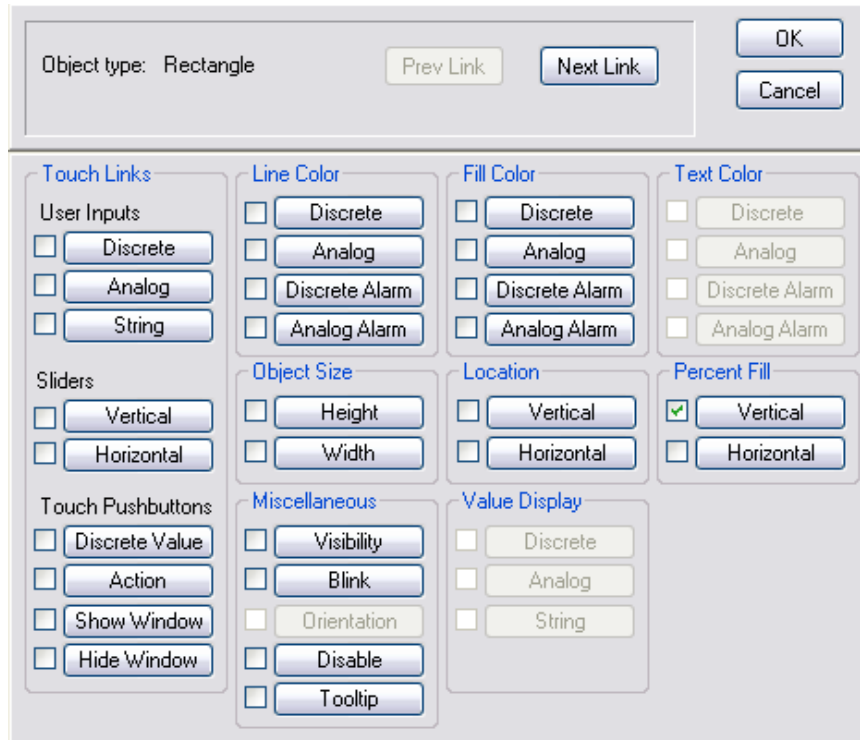 Object type: Rectangle
Prev Link
Next Link
OK
Cancel
Touch Links
User Inputs
Discrete
Analog
String
Sliders
Vertical
Horizontal
Touch Pushbuttons
Discrete Value
Action
Show Window
Hide Window
Line Color
Discrete
Analog
Discrete Alarm
Analog Alarm
Object Size
Height
Width
Miscellaneous
Visibility
Blink
Orientation
Disable
Tooltip
Fill Color
Discrete
Analog
Discrete Alarm
Analog Alarm
Location
Vertical
Horizontal
Value Display
Discrete
Analog
String
Text Color
Discrete
Analog
Discrete Alarm
Analog Alarm
Percent Fill
Vertical
Horizontal